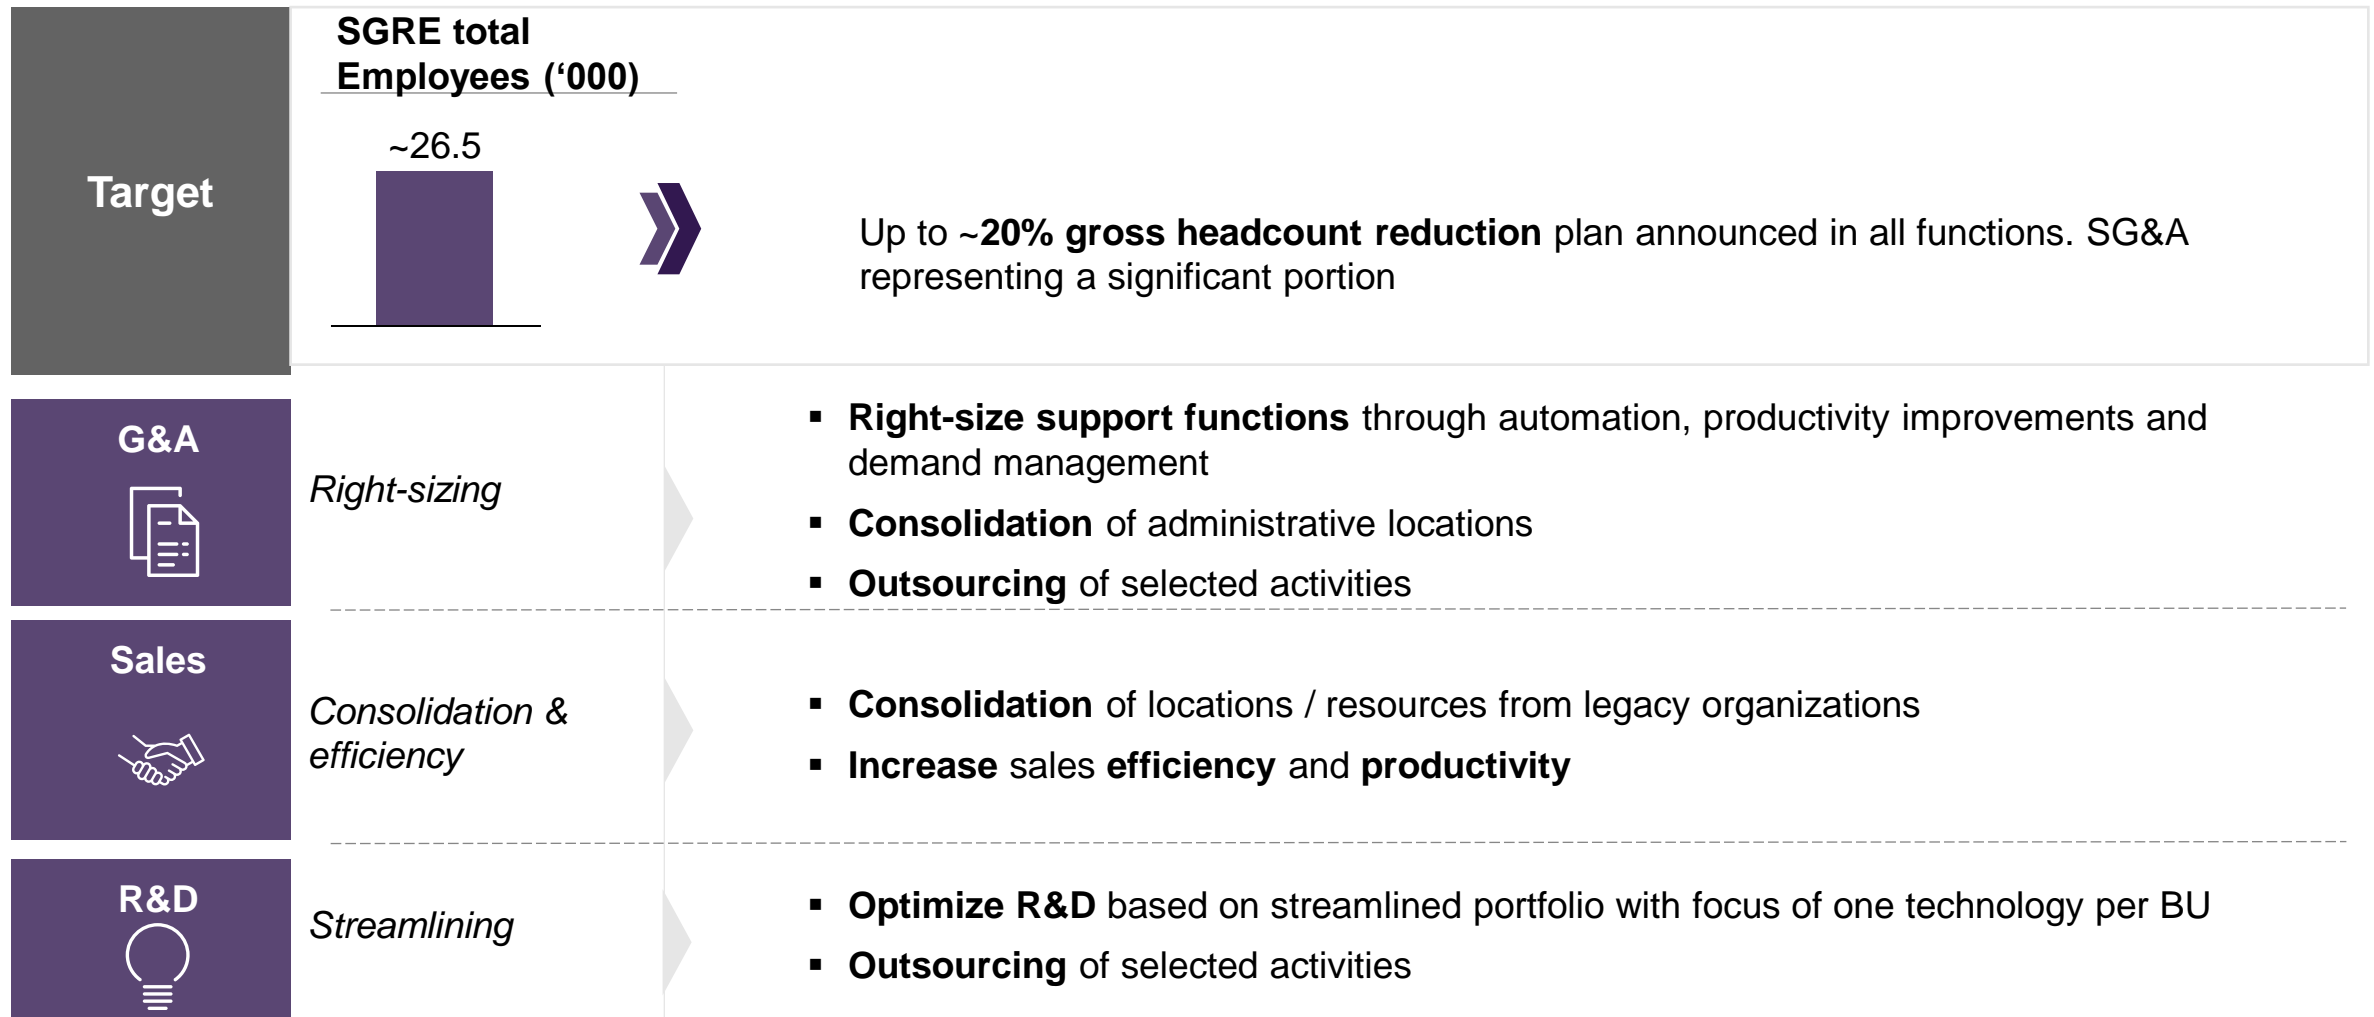 SGRE total
Employees (‘000)
~26.5
Target
Up to ~20% gross headcount reduction plan announced in all functions. SG&A
representing a significant portion
G&A
Right-sizing
▪ Right-size support functions through automation, productivity improvements and
demand management
▪ Consolidation of administrative locations
▪ Outsourcing of selected activities
Sales
Consolidation &
efficiency
▪ Consolidation of locations / resources from legacy organizations
▪ Increase sales efficiency and productivity
R&D
Streamlining
▪ Optimize R&D based on streamlined portfolio with focus of one technology per BU
▪ Outsourcing of selected activities